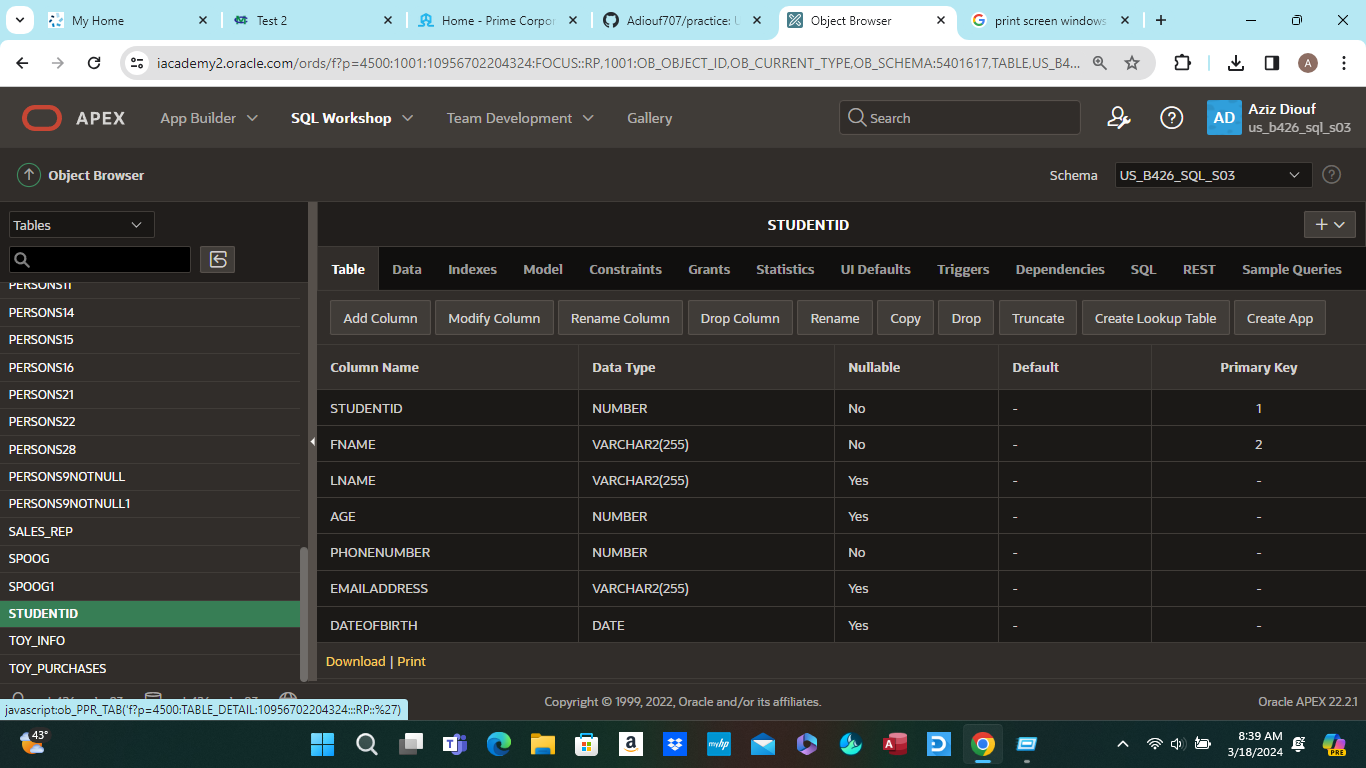 My Home
Test 2
Home - Prime Corpor
Adiouf707/practice: U
Object Browser
print screen windows
iacademy2.oracle.com/ords/f?p=4500:1001:10956702204324:FOCUS::RP,1001:OB_OBJECT_ID,OB_CURRENT_TYPE,OB_SCHEMA:5401617,TABLE,US_B4...
A
APEX
App Builder
SQL Workshop
Team Development
Gallery
Search
AD
Aziz Diouf
us_b426_sql_s03
Object Browser
Schema
US_B426_SQL_S03
Tables
STUDENTID
Table
Data
Indexes
Model
Constraints
Grants
Statistics
UI Defaults
Triggers
Dependencies
SQL
REST
Sample Queries
PERSONS11
PERSONS14
PERSONS15
PERSONS16
PERSONS21
PERSONS22
PERSONS28
PERSONS9NOTNULL
PERSONS9NOTNULL1
SALES_REP
SPOOG
SPOOG1
STUDENTID
TOY_INFO
TOY_PURCHASES
Add Column
Modify Column
Rename Column
Drop Column
Rename
Copy
Drop
Truncate
Create Lookup Table
Create App
Column Name Data Type Nullable Default Primary Key
STUDENTID NUMBER No - 1
FNAME VARCHAR2(255) No - 2
LNAME VARCHAR2(255) Yes - -
AGE NUMBER Yes - -
PHONENUMBER NUMBER No - -
EMAILADDRESS VARCHAR2(255) Yes - -
DATEOFBIRTH DATE Yes - -
Download | Print
Copyright © 1999, 2022, Oracle and/or its affiliates.
Oracle APEX 22.2.1
javascript:ob_PPR_TAB('f?p=4500:TABLE_DETAIL:10956702204324:::RP::%27)
43°
a
myhp
A
D
8:39 AM
3/18/2024
PRE